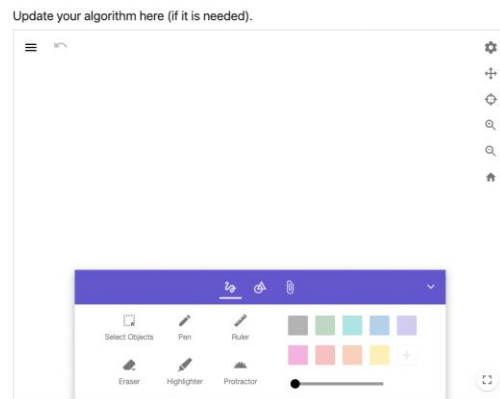 Update your algorithm here (if it is needed).
Select Objects Pen Ruler
Eraser Highlighter Protractor